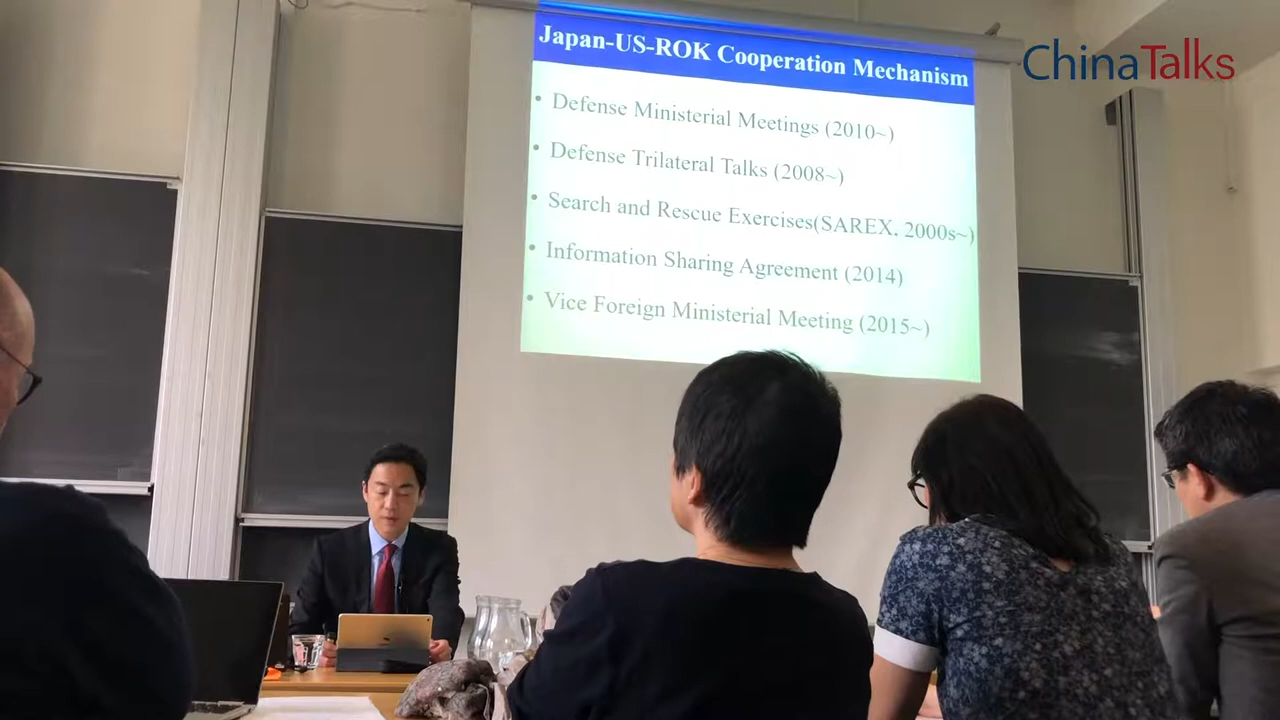 Japan-US-ROK Cooperation Mechanism
ChinaTalks
• Defense Ministerial Meetings (2010~)
• Defense Trilateral Talks (2008~)
• Search and Rescue Exercises(SAREX, 2000s~)
• Information Sharing Agreement (2014)
• Vice Foreign Ministerial Meeting (2015~)